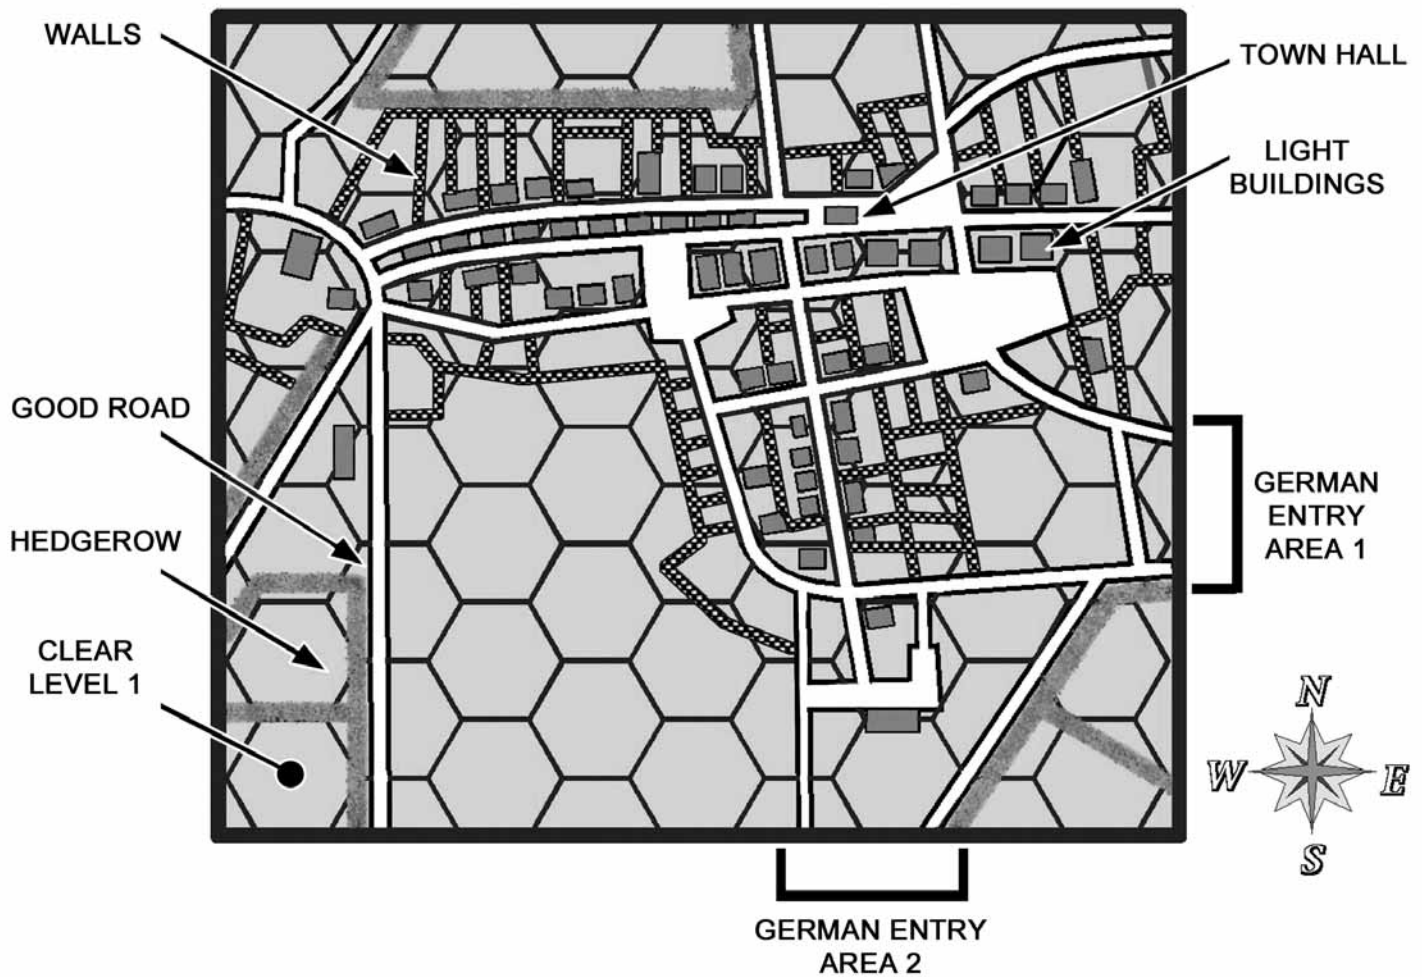 WALLS
TOWN HALL
LIGHT
BUILDINGS
GOOD ROAD
HEDGEROW
CLEAR
LEVEL 1
GERMAN
ENTRY
AREA 1
N
W
E
S
GERMAN ENTRY
AREA 2